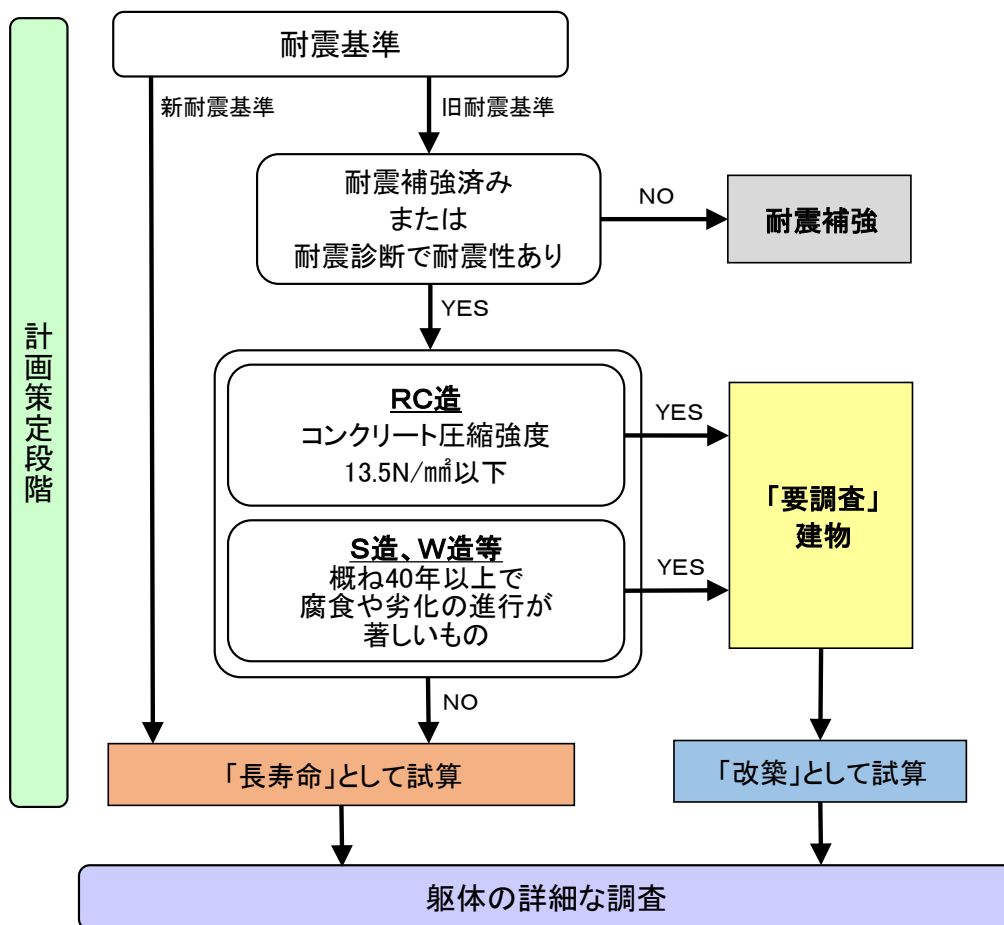 計画策定段階
耐震基準
新耐震基準
旧耐震基準
耐震補強済み
または
耐震診断で耐震性あり
NO
耐震補強
YES
RC造
コンクリート圧縮強度
13.5N/㎟以下
YES
S造、W造等
概ね40年以上で
腐食や劣化の進行が
著しいもの
YES
「要調査」
建物
NO
「長寿命」として試算
「改築」として試算
躯体の詳細な調査